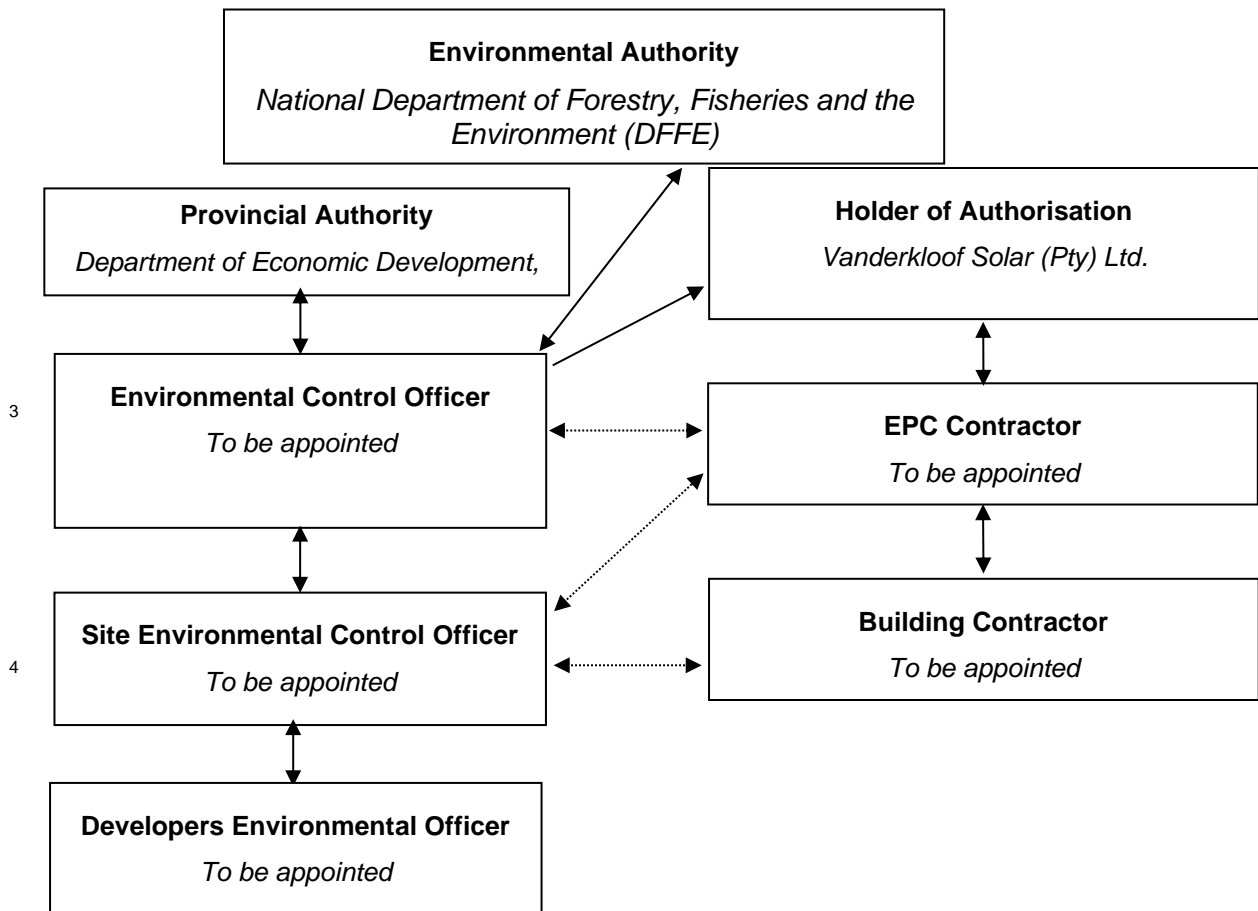 Environmental Authority
National Department of Forestry, Fisheries and the
Environment (DFFE)
Provincial Authority
Department of Economic Development,
Holder of Authorisation
Vanderkloof Solar (Pty) Ltd.
3
Environmental Control Officer
To be appointed
EPC Contractor
To be appointed
4
Site Environmental Control Officer
To be appointed
Building Contractor
To be appointed
Developers Environmental Officer
To be appointed